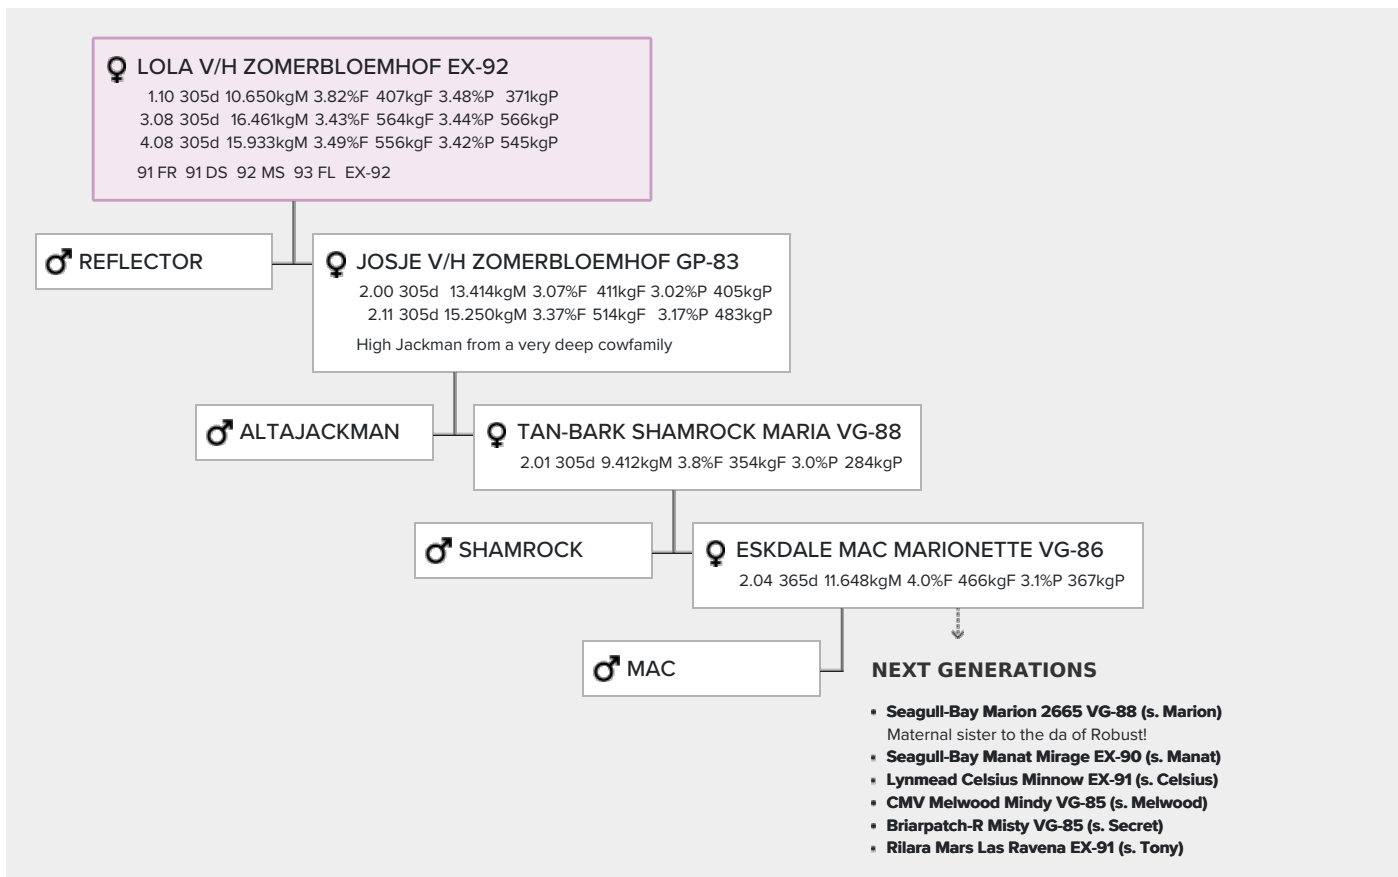 LOLA V/H ZOMERBLOEMHOF EX-92
1.10 305d 10.650kgM 3.82%F 407kgF 3.48%P 371kgP
3.08 305d 16.461kgM 3.43%F 564kgF 3.44%P 566kgP
4.08 305d 15.933kgM 3.49%F 556kgF 3.42%P 545kgP
91 FR 91 DS 92 MS 93 FL EX-92
REFLECTOR
JOSJE V/H ZOMERBLOEMHOF GP-83
2.00 305d 13.414kgM 3.07%F 411kgF 3.02%P 405kgP
2.11 305d 15.250kgM 3.37%F 514kgF 3.17%P 483kgP
High Jackman from a very deep cowfamily
ALTAJACKMAN
TAN-BARK SHAMROCK MARIA VG-88
2.01 305d 9.412kgM 3.8%F 354kgF 3.0%P 284kgP
SHAMROCK
ESKDALE MAC MARIONETTE VG-86
2.04 365d 11.648kgM 4.0%F 466kgF 3.1%P 367kgP
MAC
NEXT GENERATIONS
Seagull-Bay Marion 2665 VG-88 (s. Marion)
Maternal sister to the da of Robust!
Seagull-Bay Manat Mirage EX-90 (s. Manat)
Lynmead Celsius Minnow EX-91 (s. Celsius)
CMV Melwood Mindy VG-85 (s. Melwood)
Briarpatch-R Misty VG-85 (s. Secret)
Rilara Mars Las Ravena EX-91 (s. Tony)